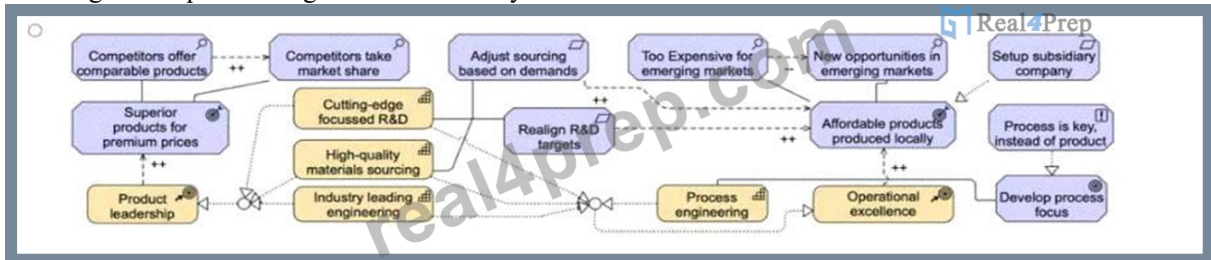 Real4Prep
Competitors offer
comparable products
++
Competitors take
market share
Adjust sourcing
based on demands
Too Expensive for
emerging markets
--
New opportunities in
emerging markets
Setup subsidiary
company
Superior
products for
premium prices
++
Cutting-edge
focussed R&D
Realign R&D
targets
++
++
Affordable products
produced locally
++
Process is key,
instead of product
High-quality
materials sourcing
Product
leadership
Industry leading
engineering
Process
engineering
Operational
excellence
Develop process
focus
real4prep.com